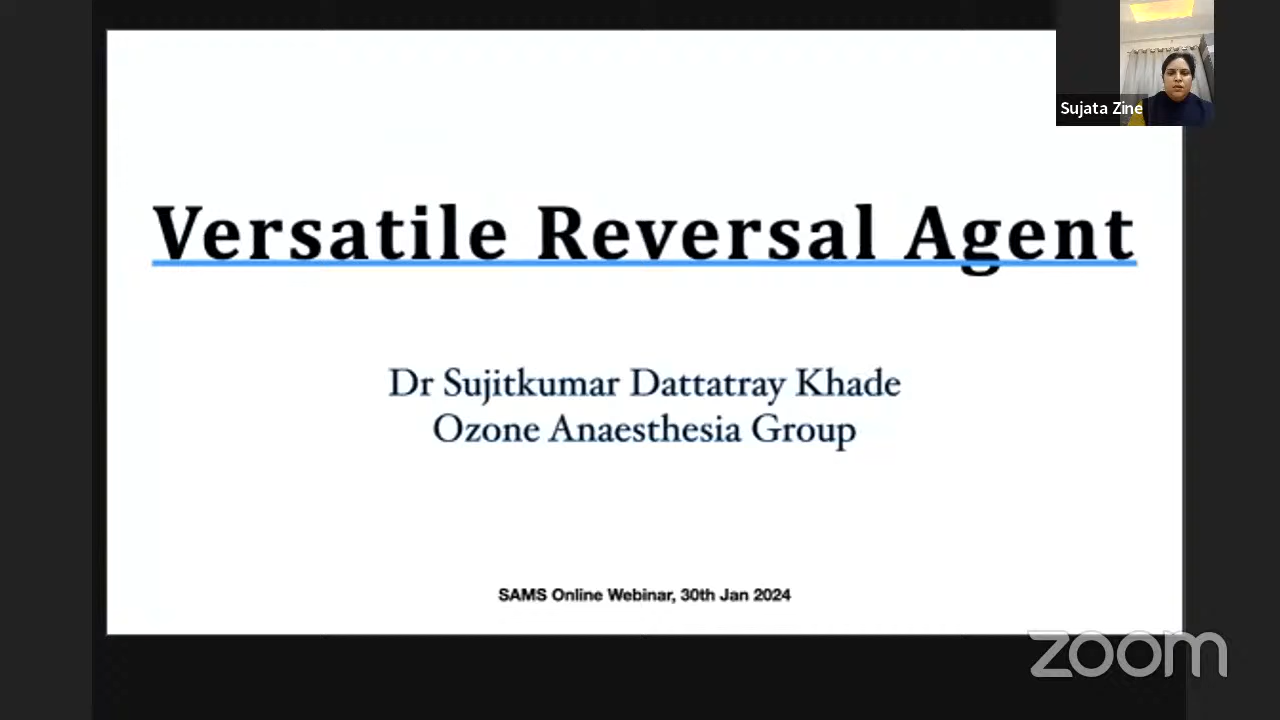 Sujata Zine
Versatile Reversal Agent
Dr Sujitkumar Dattatray Khade
Ozone Anaesthesia Group
SAMS Online Webinar, 30th Jan 2024
zoom